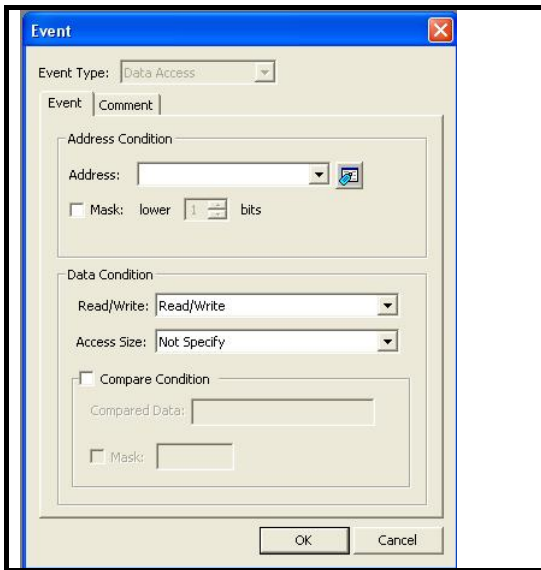 Event
Event Type: Data Access
Event Comment
Address Condition
Address:
Mask: lower 1 bits
Data Condition
Read/Write: Read/Write
Access Size: Not Specify
Compare Condition
Compared Data:
Mask:
OK Cancel